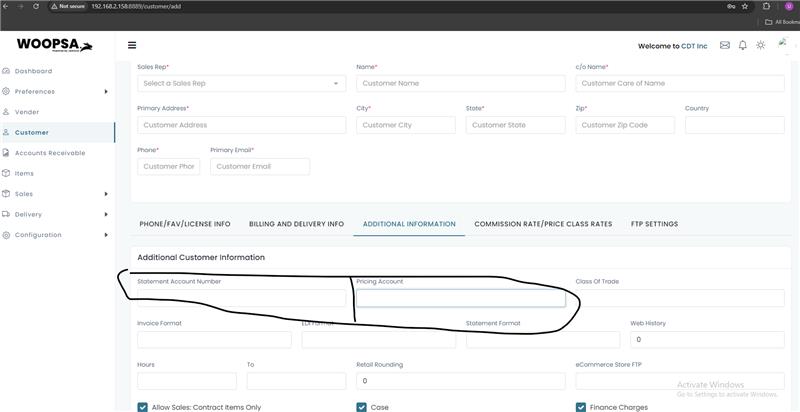 Not secure 192.168.2.158:8889/customer/add
U
All Bookma
WOOPSA
Welcome to CDT Inc
Dashboard
Preferences
Vender
Customer
Accounts Receivable
Items
Sales
Delivery
Configuration
Sales Rep* Name* c/o Name*
Select a Sales Rep Customer Name Customer Care of Name
Primary Address* City* State* Zip* Country
Customer Address Customer City Customer State Customer Zip Code
Phone* Primary Email*
Customer Phor Customer Email
PHONE/FAV/LICENSE INFO BILLING AND DELIVERY INFO ADDITIONAL INFORMATION COMMISSION RATE/PRICE CLASS RATES FTP SETTINGS
Additional Customer Information
Statement Account Number Pricing Account Class Of Trade
Invoice Format EDI Format Statement Format Web History
0
Hours To Retail Rounding eCommerce Store FTP
0
Activate Windows
Go to Settings to activate Windows.
Allow Sales: Contract Items Only Case Finance Charges